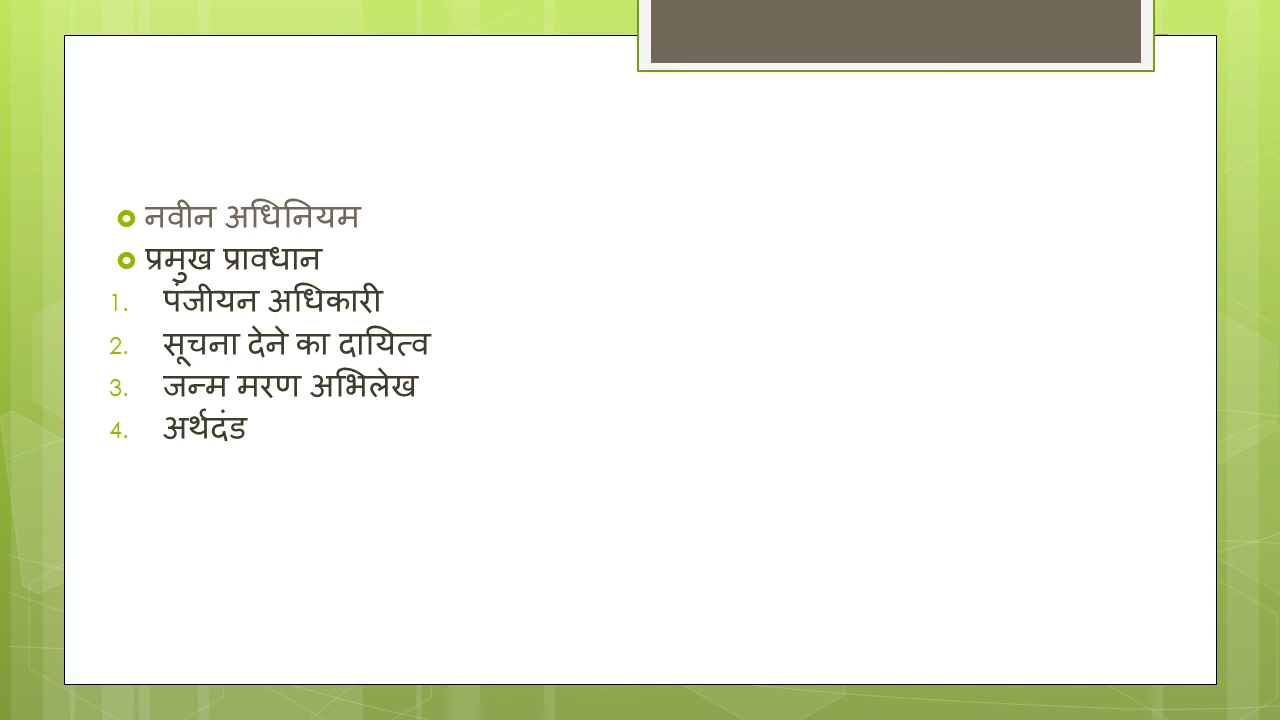 नवीन अधिनियम
प्रमुख प्रावधान
1. पंजीयन अधिकारी
2. सूचना देने का दायित्व
3. जन्म मरण अभिलेख
4. अर्थदंड